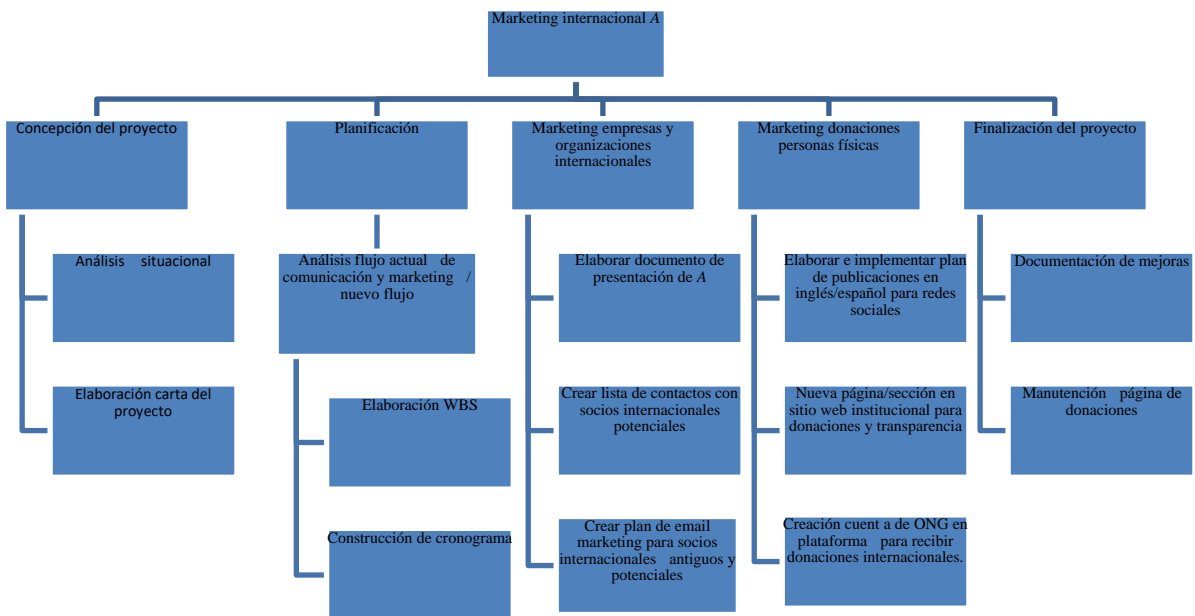 Marketing internacional A
Concepción del proyecto
Planificación
Marketing empresas y
organizaciones
internacionales
Marketing donaciones
personas físicas
Finalización del proyecto
Análisis situacional
Análisis flujo actual de
comunicación y marketing /
nuevo flujo
Elaborar documento de
presentación de A
Elaborar e implementar plan
de publicaciones en
inglés/español para redes
sociales
Documentación de mejoras
Elaboración carta del
proyecto
Elaboración WBS
Crear lista de contactos con
socios internacionales
potenciales
Nueva página/sección en
sitio web institucional para
donaciones y transparencia
Manutención página de
donaciones
Construcción de cronograma
Crear plan de email
marketing para socios
internacionales antiguos y
potenciales
Creación cuent a de ONG en
plataforma para recibir
donaciones internacionales.